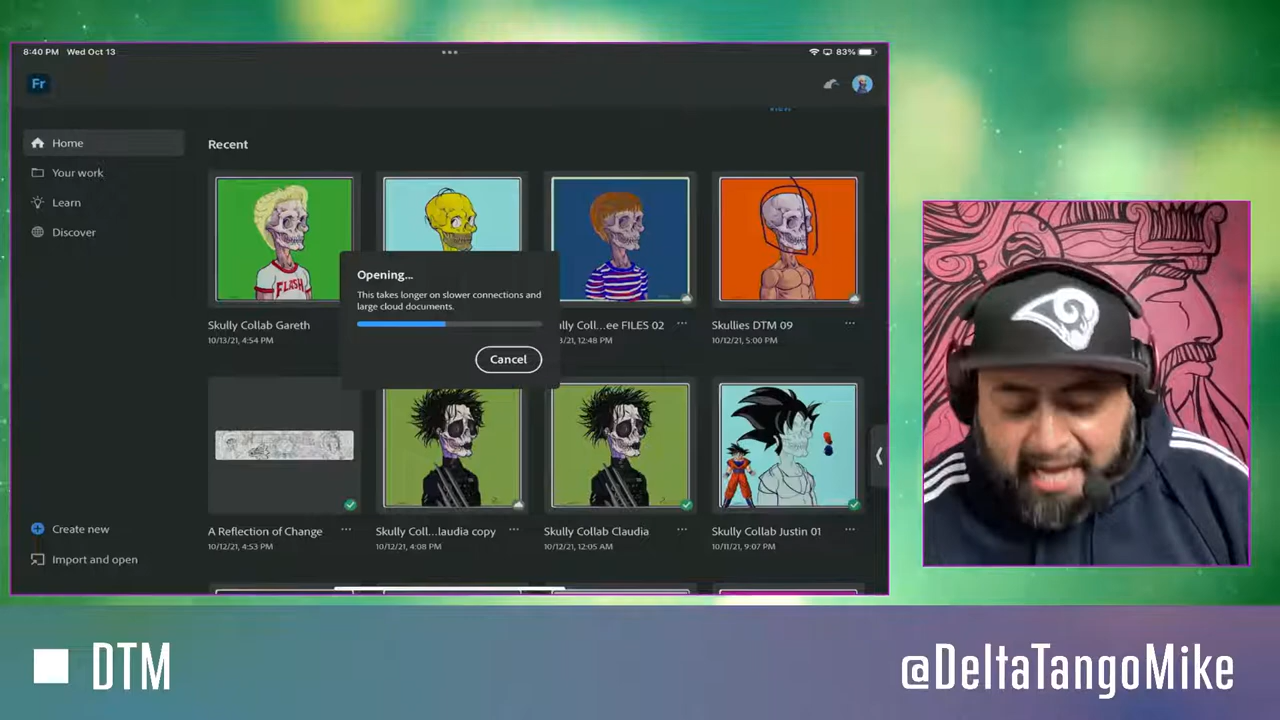 8:40 PM Wed Oct 13
83%
Fr
Home
Your work
Learn
Discover
Create new
Import and open
Recent
FLASH
Skully Collab Gareth
10/13/21, 4:54 PM
Opening...
This takes longer on slower connections and
large cloud documents.
Cancel
ly Coll...ee FILES 02
3/21, 12:48 PM
Skullies DTM 09
10/12/21, 5:00 PM
A Reflection of Change
10/12/21, 4:53 PM
Skully Coll...laudia copy
10/12/21, 4:08 PM
Skully Collab Claudia
10/12/21, 12:05 AM
Skully Collab Justin 01
10/11/21, 9:07 PM
DTM
@DeltaTangoMike